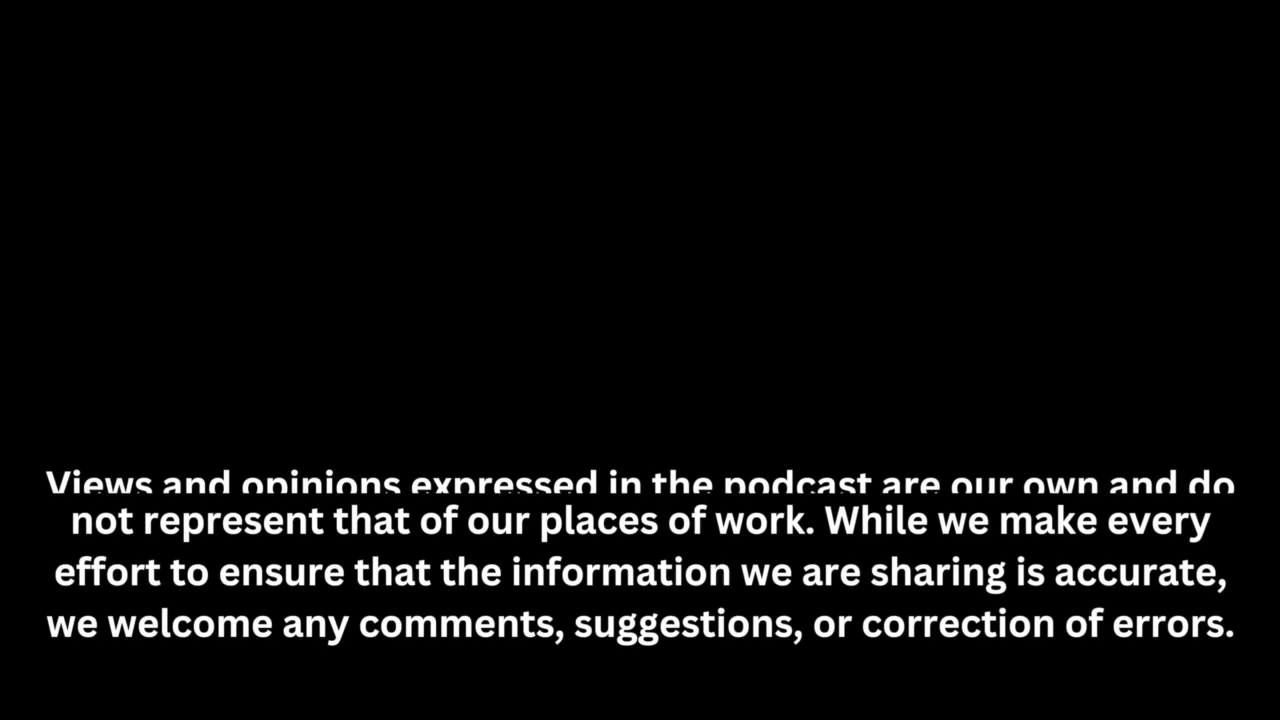 Views and opinions expressed in the podcast are our own and do
not represent that of our places of work. While we make every
effort to ensure that the information we are sharing is accurate,
we welcome any comments, suggestions, or correction of errors.